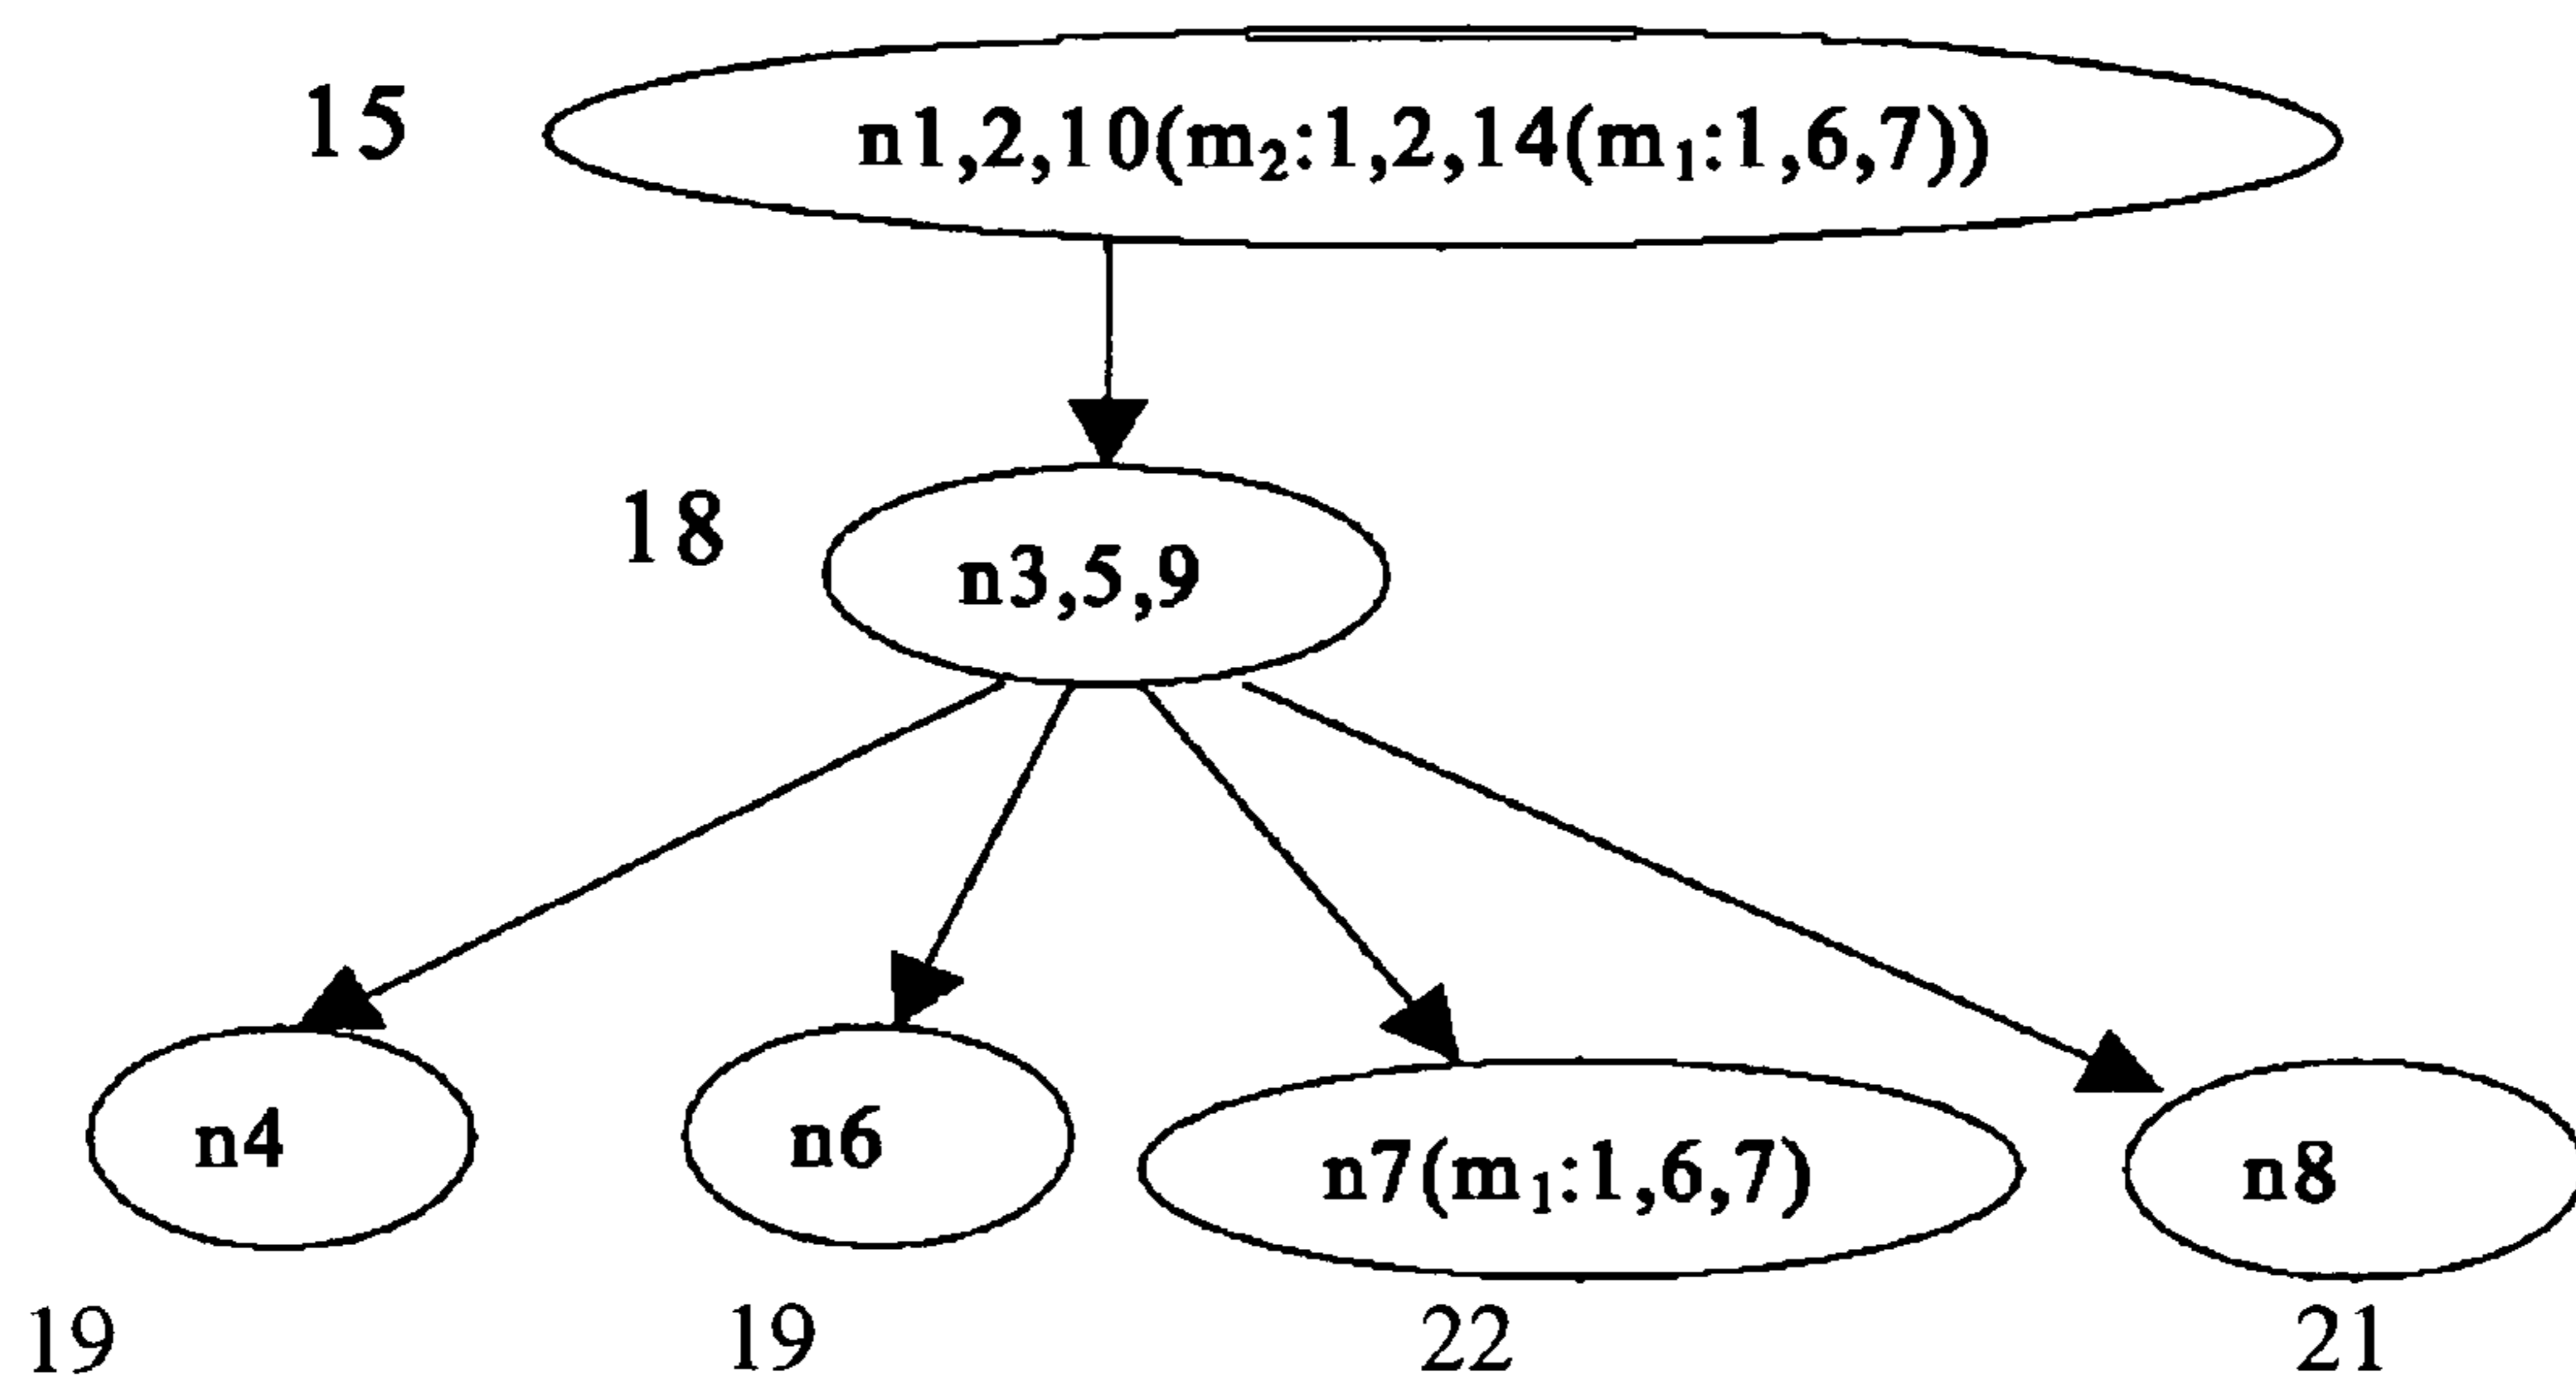 15
n1,2,10(m₂:1,2,14(m₁:1,6,7))
18
n3,5,9
n4
n6
n7(m₁:1,6,7)
n8
19
19
22
21